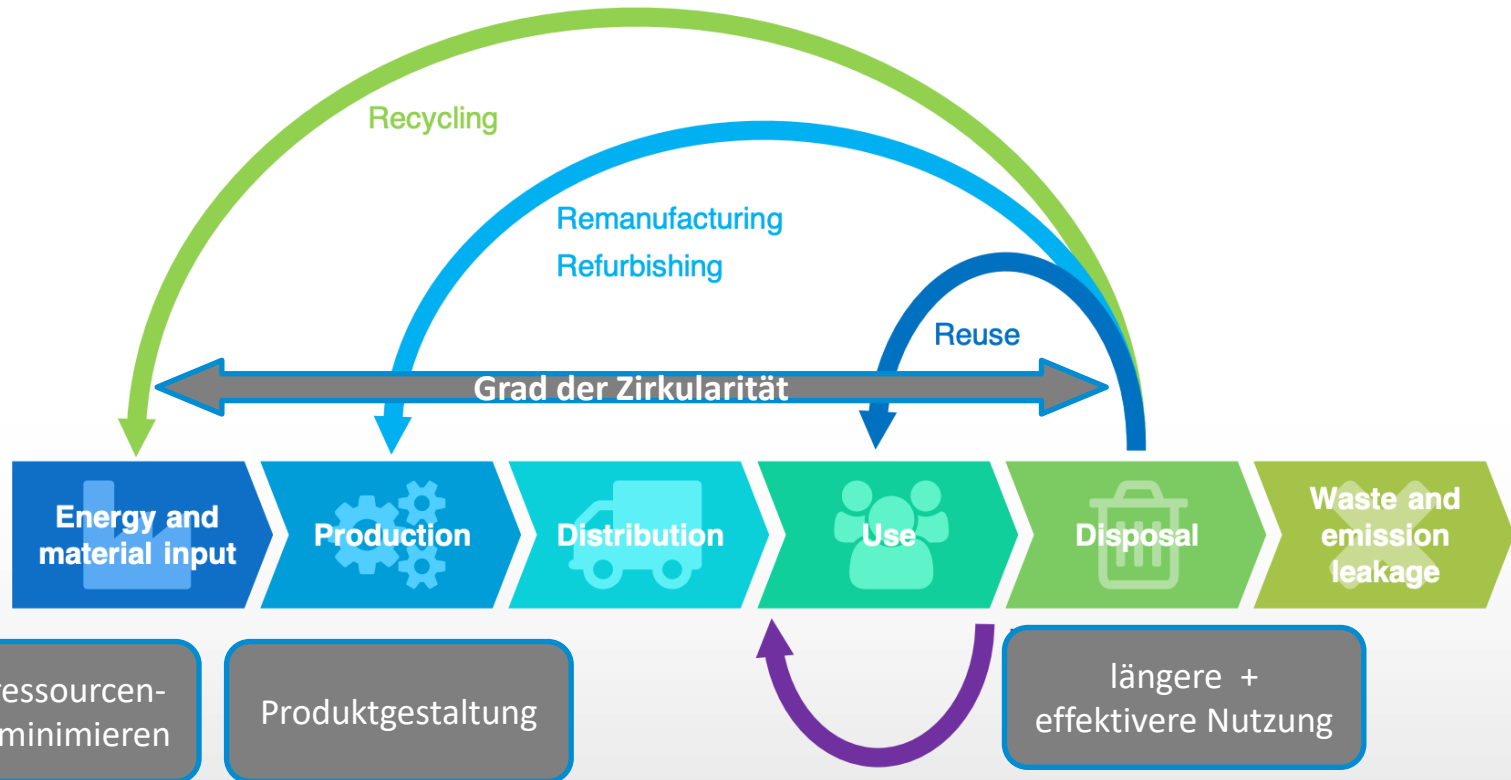 Recycling
Remanufacturing
Refurbishing
Reuse
Grad der Zirkularität
Energy and
material input
Production
Distribution
Use
Disposal
Waste and
emission
leakage
ressourcen-
minimieren
Produktgestaltung
längere +
effektivere Nutzung